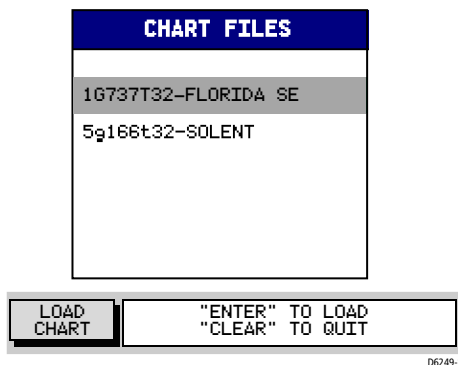 CHART FILES
1G737T32-FLORIDA SE
5g166t32-SOLENT
LOAD
CHART
"ENTER" TO LOAD
"CLEAR" TO QUIT
D6249-